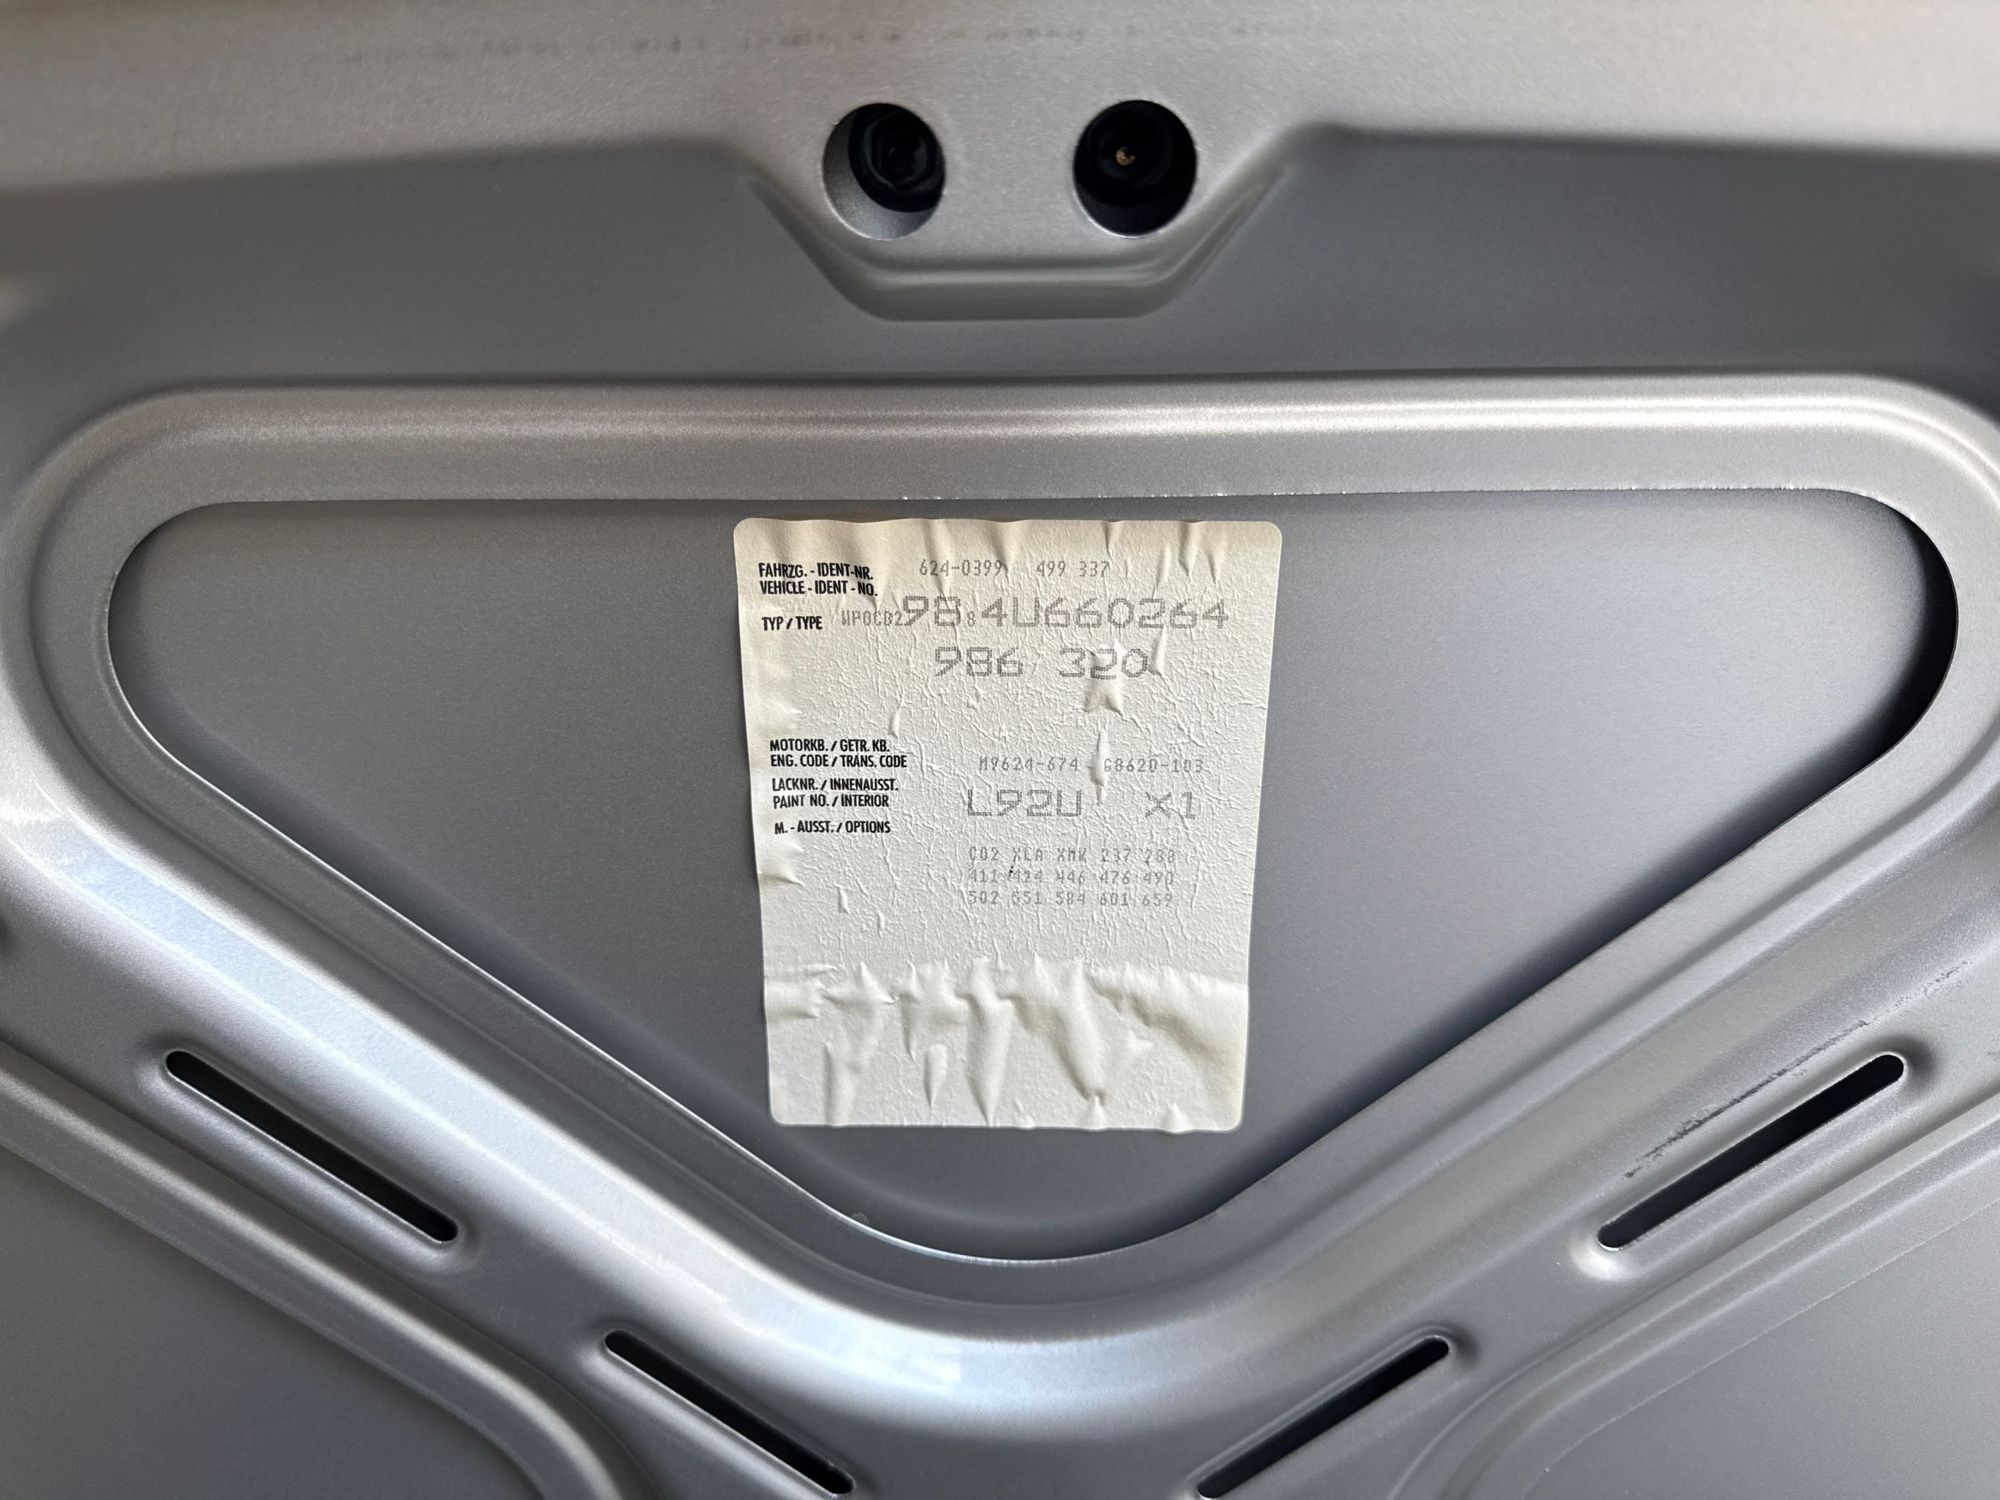 FAHRZG. - IDENT-NR. 624-0399 499 337
VEHICLE - IDENT - NO.
TYP / TYPE WP0CB29884U660264
986 320
MOTORKB. / GETR. KB.
ENG. CODE / TRANS. CODE M9624-674 G8620-103
LACKNR. / INNENAUSST.
PAINT NO. / INTERIOR L92U X1
M. - AUSST. / OPTIONS
C02 XLA XMK 237 288
411 424 446 476 490
502 551 584 601 659